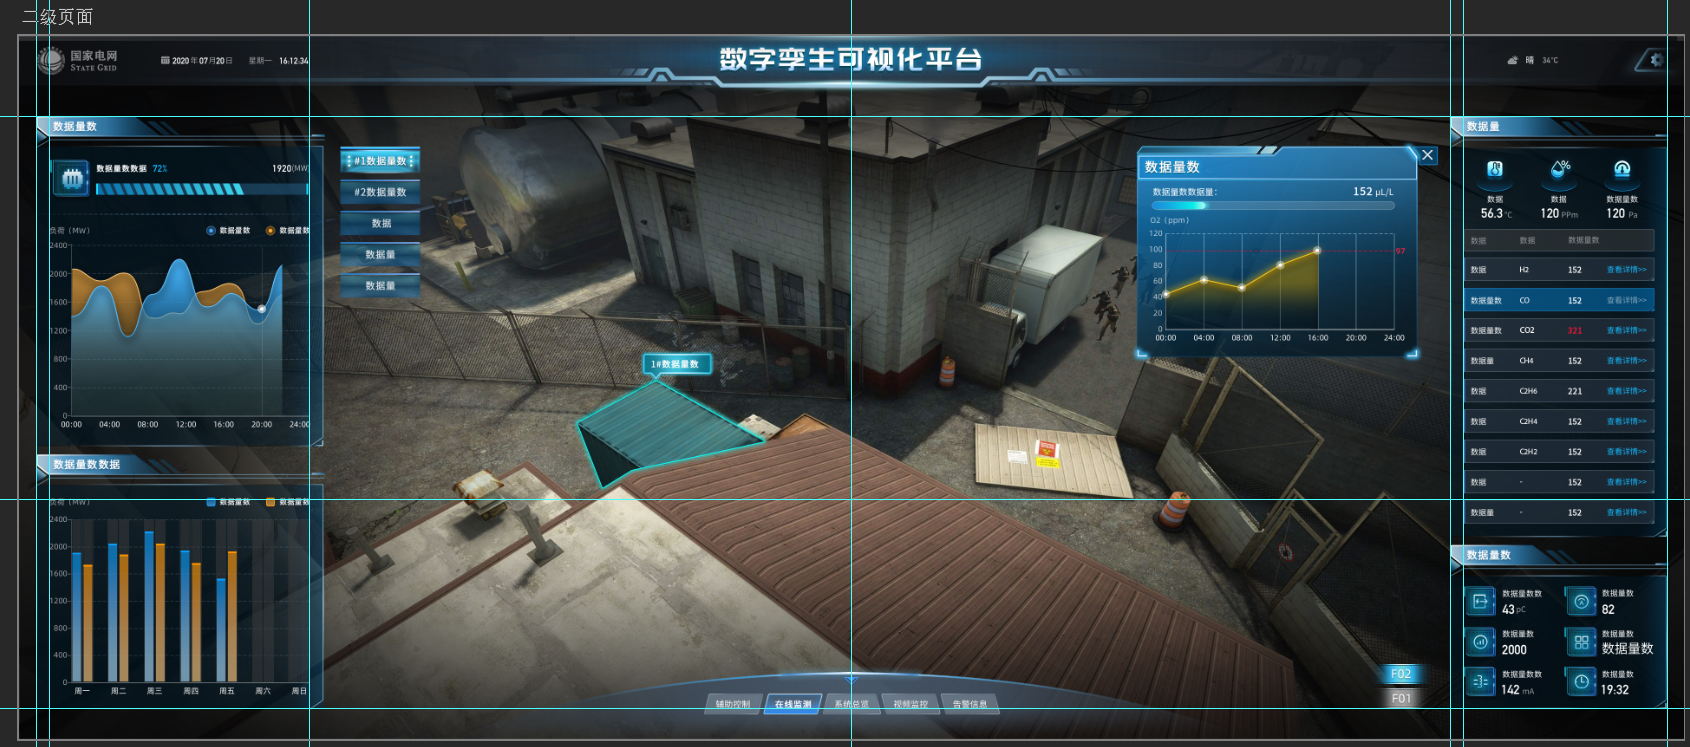 二级页面
国家电网
STATE GRID
2020年07月20日 星期一 16:12:34
数字孪生可视化平台
晴 34°C
数据量数
数据量数数据 72% 1920(MW)
负荷（MW）
数据量数 数据量数
2400
2000
1600
1200
800
400
0
00:00 04:00 08:00 12:00 16:00 20:00 24:00
数据量数数据
负荷（MW）
数据量数 数据量数
2400
2000
1600
1200
800
400
0
周一 周二 周三 周四 周五 周六 周日
#1数据量数
#2数据量数
数据
数据量
数据量
1#数据量数
数据量数
数据量数数据量: 152 μL/L
O2（ppm）
120
100
80
60
40
20
0
97
00:00 04:00 08:00 12:00 16:00 20:00 24:00
辅助控制 在线监测 系统总览 视频监控 告警信息
F02
F01
数据量
数据 数据 数据量数
56.3 °C 120 PPm 120 Pa
数据 数据 数据量数
数据 H2 152 查看详情>>
数据量数 CO 152 查看详情>>
数据量数 CO2 321 查看详情>>
数据量 CH4 152 查看详情>>
数据 C2H6 221 查看详情>>
数据 C2H4 152 查看详情>>
数据 C2H2 152 查看详情>>
数据 - 152 查看详情>>
数据量 - 152 查看详情>>
数据量数
数据量数数 数据量数
43 pC 82
数据量数 数据量数
2000 数据量数
数据量数数 数据量数
142 mA 19:32